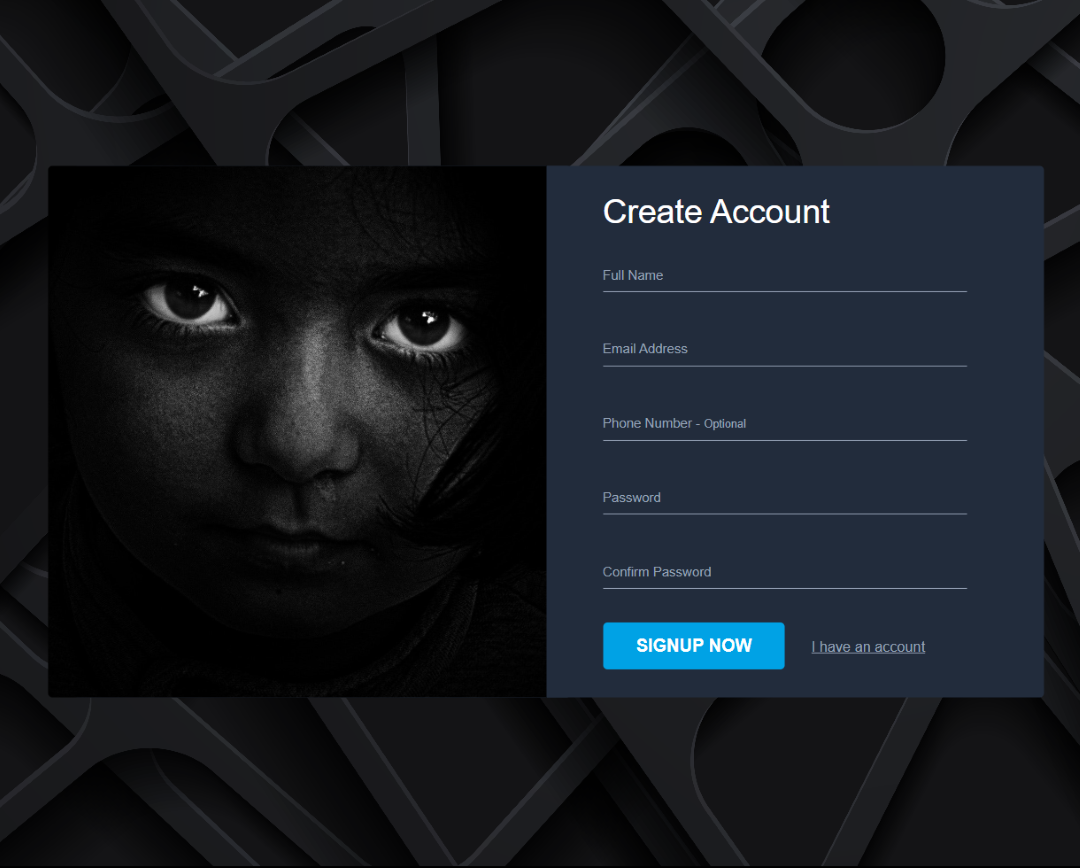 Create Account
Full Name
Email Address
Phone Number - Optional
Password
Confirm Password
SIGNUP NOW
I have an account